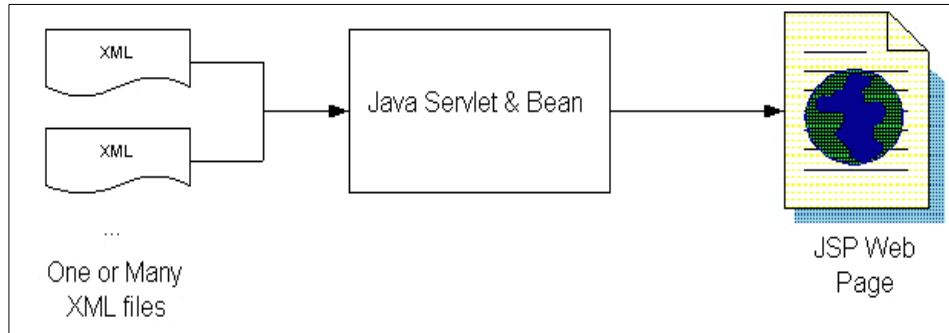 XML
XML
...
One or Many
XML files
Java Servlet & Bean
JSP Web
Page